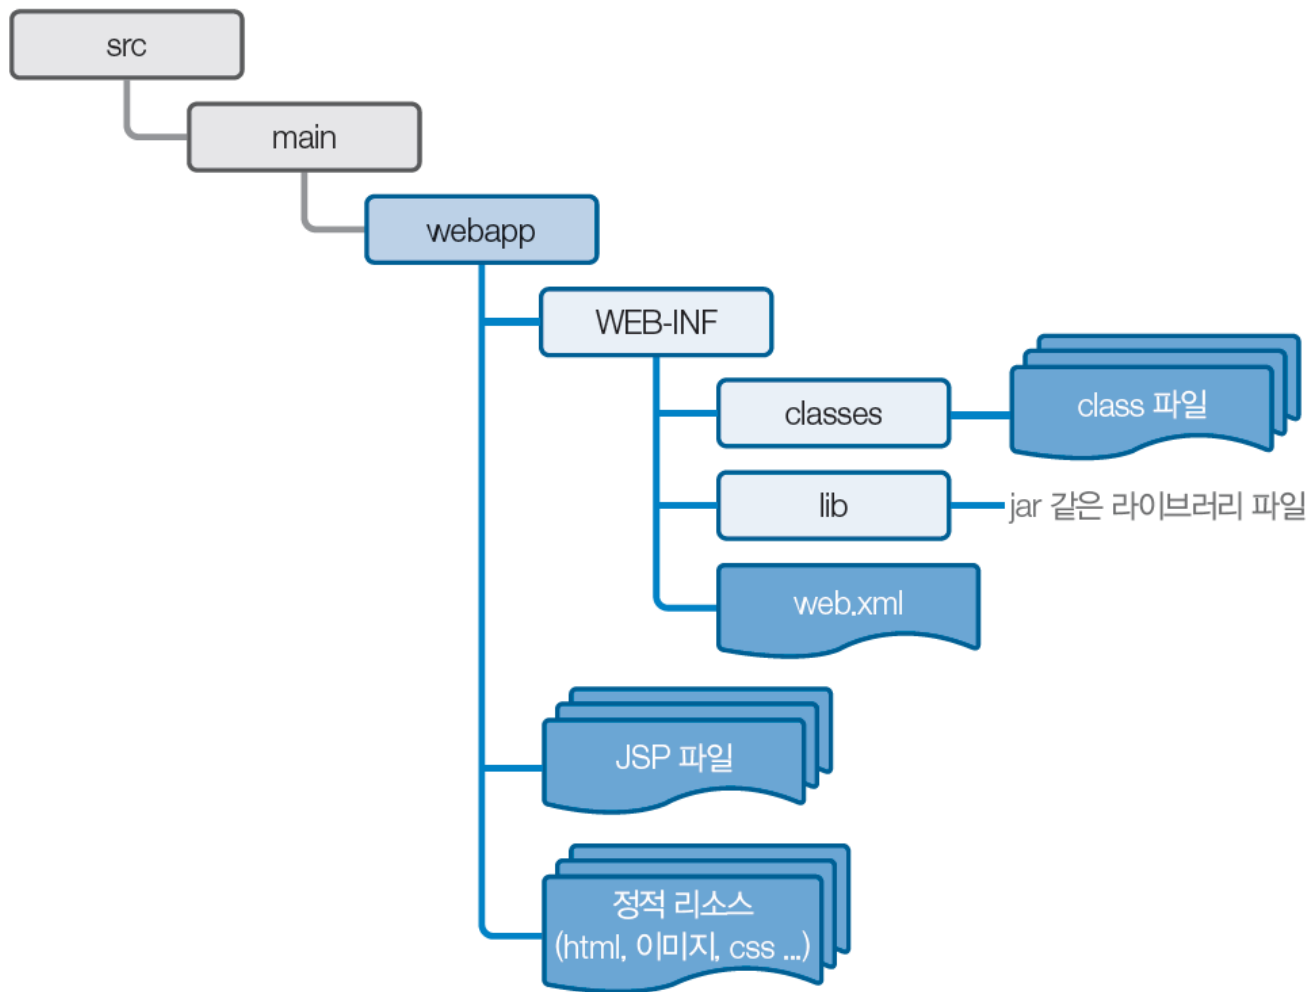 src
main
webapp
WEB-INF
classes
class 파일
lib
jar 같은 라이브러리 파일
web.xml
JSP 파일
정적 리소스
(html, 이미지, css ...)